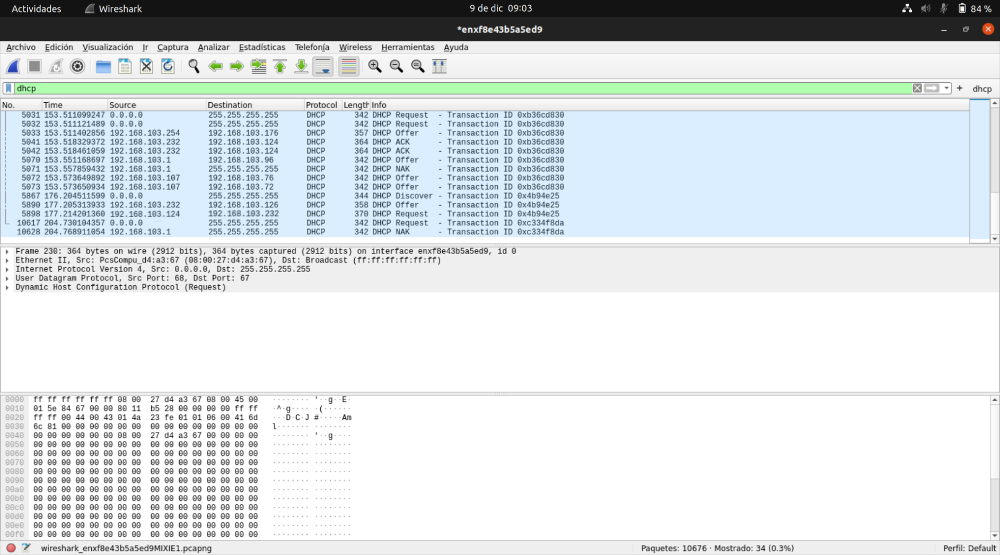 Actividades Wireshark 9 de dic 09:03 84 %
*enxf8e43b5a5ed9
Archivo Edición Visualización Ir Captura Analizar Estadísticas Telefonía Wireless Herramientas Ayuda
dhcp + dhcp
No. Time Source Destination Protocol Length Info
5031 153.511099247 0.0.0.0 255.255.255.255 DHCP 342 DHCP Request - Transaction ID 0xb36cd830
5032 153.511121489 0.0.0.0 255.255.255.255 DHCP 342 DHCP Request - Transaction ID 0xb36cd830
5033 153.511402856 192.168.103.254 192.168.103.176 DHCP 357 DHCP Offer - Transaction ID 0xb36cd830
5041 153.518329372 192.168.103.232 192.168.103.124 DHCP 364 DHCP ACK - Transaction ID 0xb36cd830
5042 153.518461059 192.168.103.232 192.168.103.124 DHCP 364 DHCP ACK - Transaction ID 0xb36cd830
5070 153.551168697 192.168.103.1 192.168.103.96 DHCP 342 DHCP Offer - Transaction ID 0xb36cd830
5071 153.557859432 192.168.103.1 255.255.255.255 DHCP 342 DHCP NAK - Transaction ID 0xb36cd830
5072 153.573649892 192.168.103.107 192.168.103.76 DHCP 342 DHCP Offer - Transaction ID 0xb36cd830
5073 153.573650934 192.168.103.107 192.168.103.72 DHCP 342 DHCP Offer - Transaction ID 0xb36cd830
5867 176.204511599 0.0.0.0 255.255.255.255 DHCP 344 DHCP Discover - Transaction ID 0x4b94e25
5890 177.205313933 192.168.103.232 192.168.103.126 DHCP 358 DHCP Offer - Transaction ID 0x4b94e25
5898 177.214201360 192.168.103.124 192.168.103.232 DHCP 370 DHCP Request - Transaction ID 0x4b94e25
10617 204.730104357 0.0.0.0 255.255.255.255 DHCP 342 DHCP Request - Transaction ID 0xc334f8da
10628 204.768911054 192.168.103.1 255.255.255.255 DHCP 342 DHCP NAK - Transaction ID 0xc334f8da
Frame 230: 364 bytes on wire (2912 bits), 364 bytes captured (2912 bits) on interface enxf8e43b5a5ed9, id 0
Ethernet II, Src: PcsCompu_d4:a3:67 (08:00:27:d4:a3:67), Dst: Broadcast (ff:ff:ff:ff:ff:ff)
Internet Protocol Version 4, Src: 0.0.0.0, Dst: 255.255.255.255
User Datagram Protocol, Src Port: 68, Dst Port: 67
Dynamic Host Configuration Protocol (Request)
0000 ff ff ff ff ff ff 08 00 27 d4 a3 67 08 00 45 00 ········ '··g··E·
0010 01 5e 84 67 00 00 80 11 b5 28 00 00 00 00 ff ff ·^·g···· ·(······
0020 ff ff 00 44 00 43 01 4a 23 fe 01 01 06 00 41 6d ···D·C·J #·····Am
0030 6c 81 00 00 00 00 00 00 00 00 00 00 00 00 00 00 l······· ········
0040 00 00 00 00 00 00 08 00 27 d4 a3 67 00 00 00 00 ········ '··g····
0050 00 00 00 00 00 00 00 00 00 00 00 00 00 00 00 00 ········ ········
0060 00 00 00 00 00 00 00 00 00 00 00 00 00 00 00 00 ········ ········
0070 00 00 00 00 00 00 00 00 00 00 00 00 00 00 00 00 ········ ········
0080 00 00 00 00 00 00 00 00 00 00 00 00 00 00 00 00 ········ ········
0090 00 00 00 00 00 00 00 00 00 00 00 00 00 00 00 00 ········ ········
00a0 00 00 00 00 00 00 00 00 00 00 00 00 00 00 00 00 ········ ········
00b0 00 00 00 00 00 00 00 00 00 00 00 00 00 00 00 00 ········ ········
00c0 00 00 00 00 00 00 00 00 00 00 00 00 00 00 00 00 ········ ········
00d0 00 00 00 00 00 00 00 00 00 00 00 00 00 00 00 00 ········ ········
00e0 00 00 00 00 00 00 00 00 00 00 00 00 00 00 00 00 ········ ········
00f0 00 00 00 00 00 00 00 00 00 00 00 00 00 00 00 00 ········ ········
wireshark_enxf8e43b5a5ed9MIXIE1.pcapng Paquetes: 10676 · Mostrado: 34 (0.3%) Perfil: Default